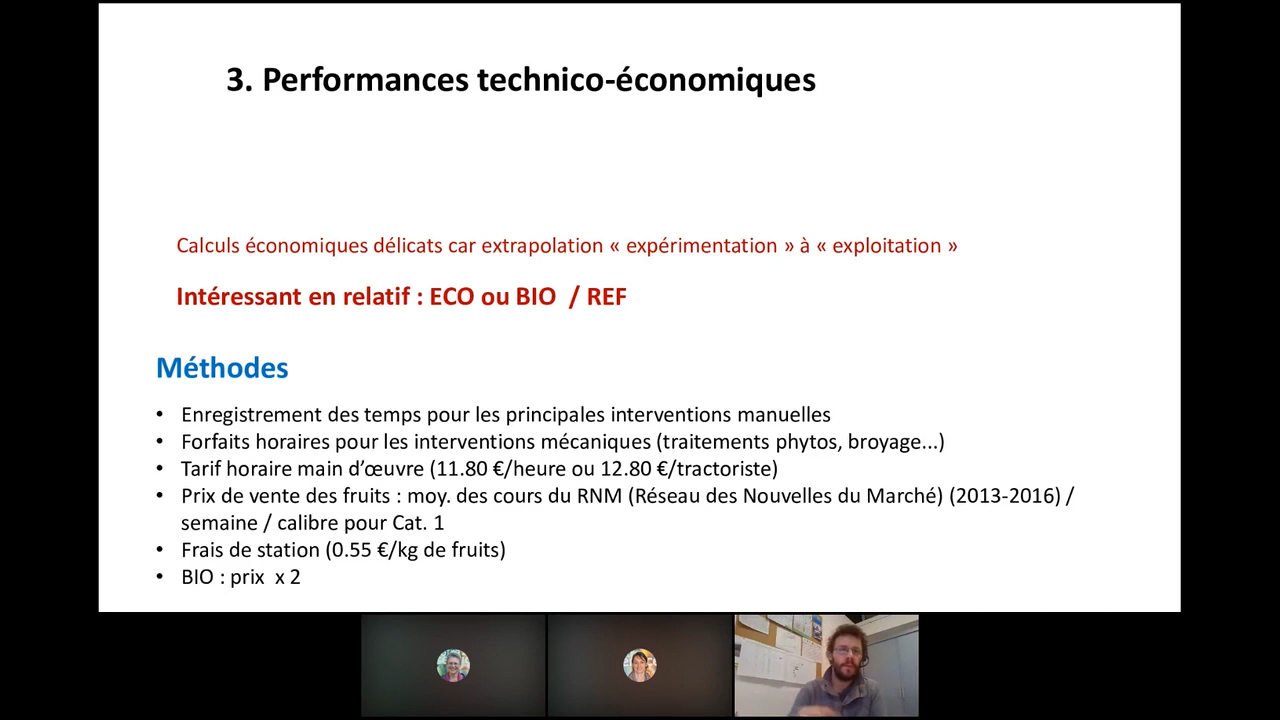 3. Performances technico-économiques
Calculs économiques délicats car extrapolation « expérimentation » à « exploitation »
Intéressant en relatif : ECO ou BIO / REF
Méthodes
• Enregistrement des temps pour les principales interventions manuelles
• Forfaits horaires pour les interventions mécaniques (traitements phytos, broyage...)
• Tarif horaire main d’œuvre (11.80 €/heure ou 12.80 €/tractoriste)
• Prix de vente des fruits : moy. des cours du RNM (Réseau des Nouvelles du Marché) (2013-2016) /
semaine / calibre pour Cat. 1
• Frais de station (0.55 €/kg de fruits)
• BIO : prix x 2